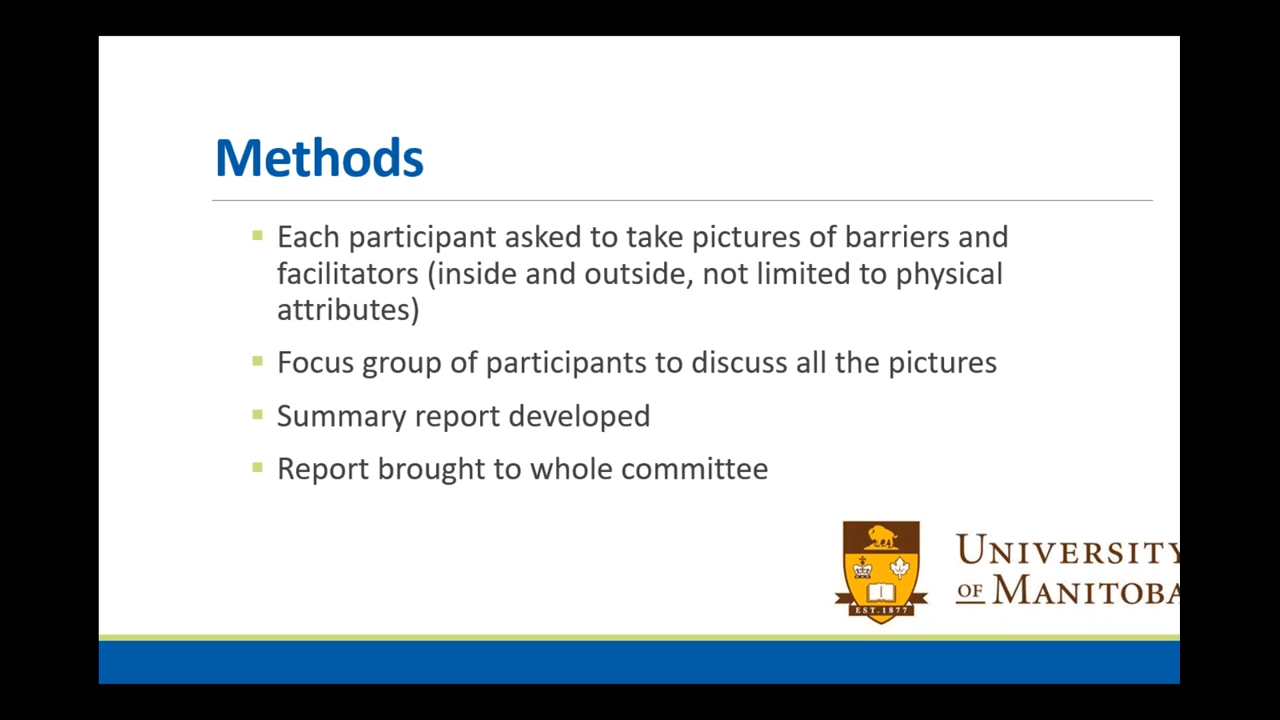 Methods
Each participant asked to take pictures of barriers and
facilitators (inside and outside, not limited to physical
attributes)
Focus group of participants to discuss all the pictures
Summary report developed
Report brought to whole committee
EST. 1877
UNIVERSITY
OF MANITOBA